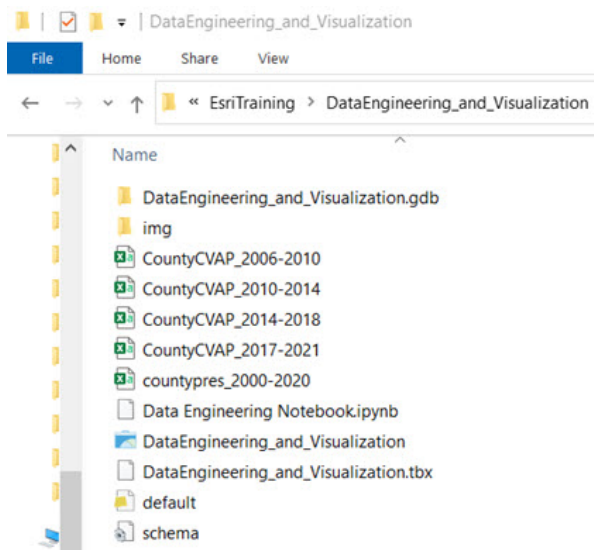 DataEngineering_and_Visualization
File Home Share View
« EsriTraining > DataEngineering_and_Visualization
Name
DataEngineering_and_Visualization.gdb
img
CountyCVAP_2006-2010
CountyCVAP_2010-2014
CountyCVAP_2014-2018
CountyCVAP_2017-2021
countypres_2000-2020
Data Engineering Notebook.ipynb
DataEngineering_and_Visualization
DataEngineering_and_Visualization.tbx
default
schema